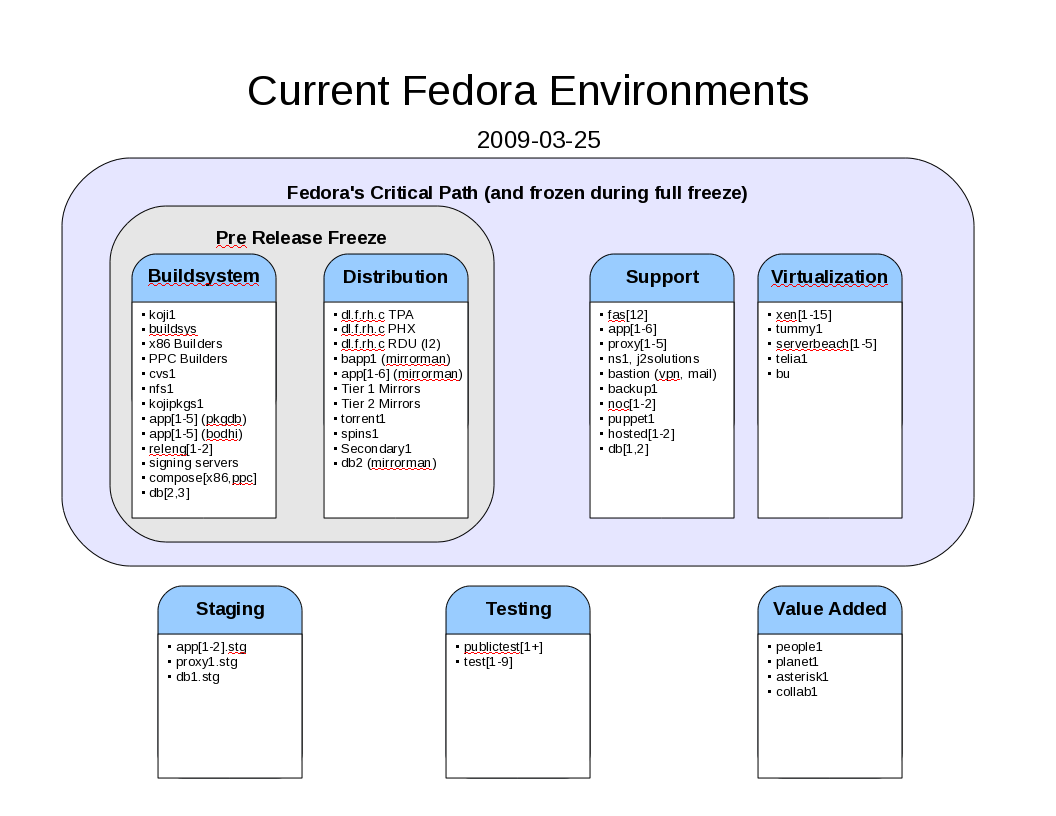 Current Fedora Environments
2009-03-25
Fedora's Critical Path (and frozen during full freeze)
Pre Release Freeze
Buildsystem
koji1
buildsys
x86 Builders
PPC Builders
cvs1
nfs1
kojipkgs1
app[1-5] (pkgdb)
app[1-5] (bodhi)
releng[1-2]
signing servers
compose[x86,ppc]
db[2,3]
Distribution
dl.f.rh.c TPA
dl.f.rh.c PHX
dl.f.rh.c RDU (I2)
bapp1 (mirrorman)
app[1-6] (mirrorman)
Tier 1 Mirrors
Tier 2 Mirrors
torrent1
spins1
Secondary1
db2 (mirrorman)
Support
fas[12]
app[1-6]
proxy[1-5]
ns1, j2solutions
bastion (vpn, mail)
backup1
noc[1-2]
puppet1
hosted[1-2]
db[1,2]
Virtualization
xen[1-15]
tummy1
serverbeach[1-5]
telia1
bu
Staging
app[1-2].stg
proxy1.stg
db1.stg
Testing
publictest[1+]
test[1-9]
Value Added
people1
planet1
asterisk1
collab1